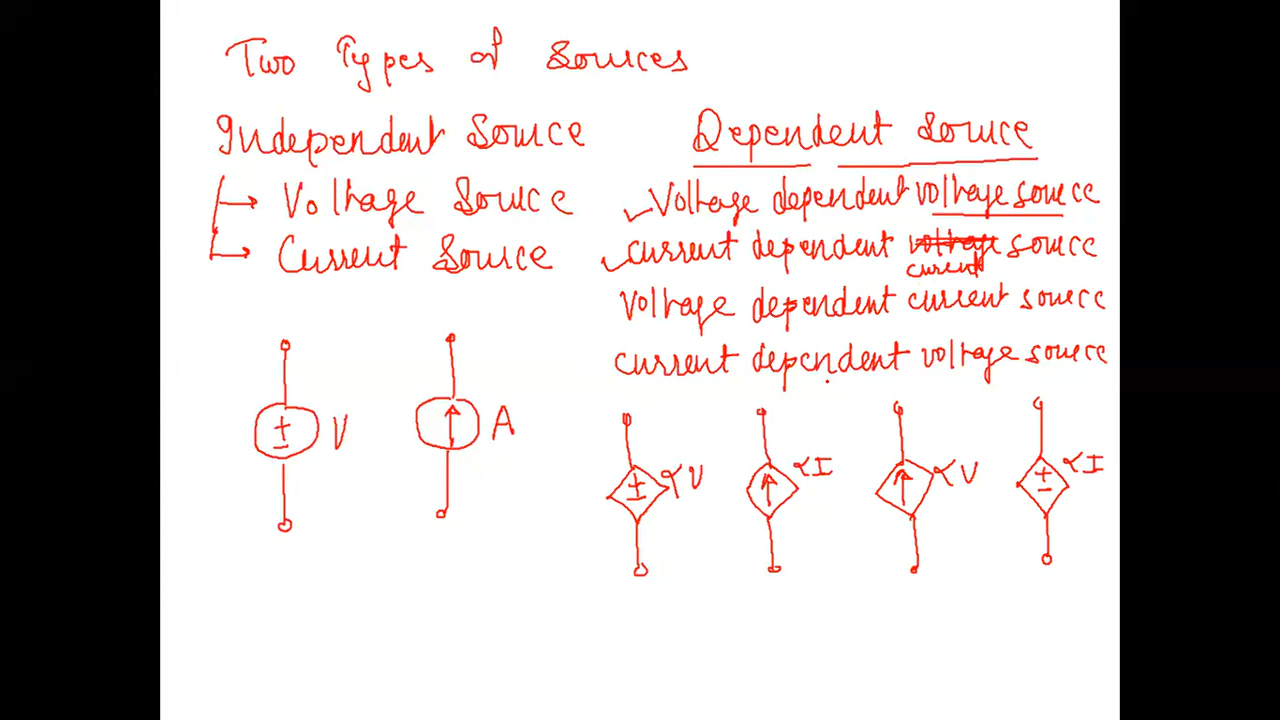 Two Types of Sources
Independent Source
→ Voltage Source
→ Current Source
Dependent Source
✓ Voltage dependent voltage source
✓ current dependent voltage source
current
voltage dependent current source
current dependent voltage source
± V
↑ A
± αV
↑ αI
↑ αV
± αI